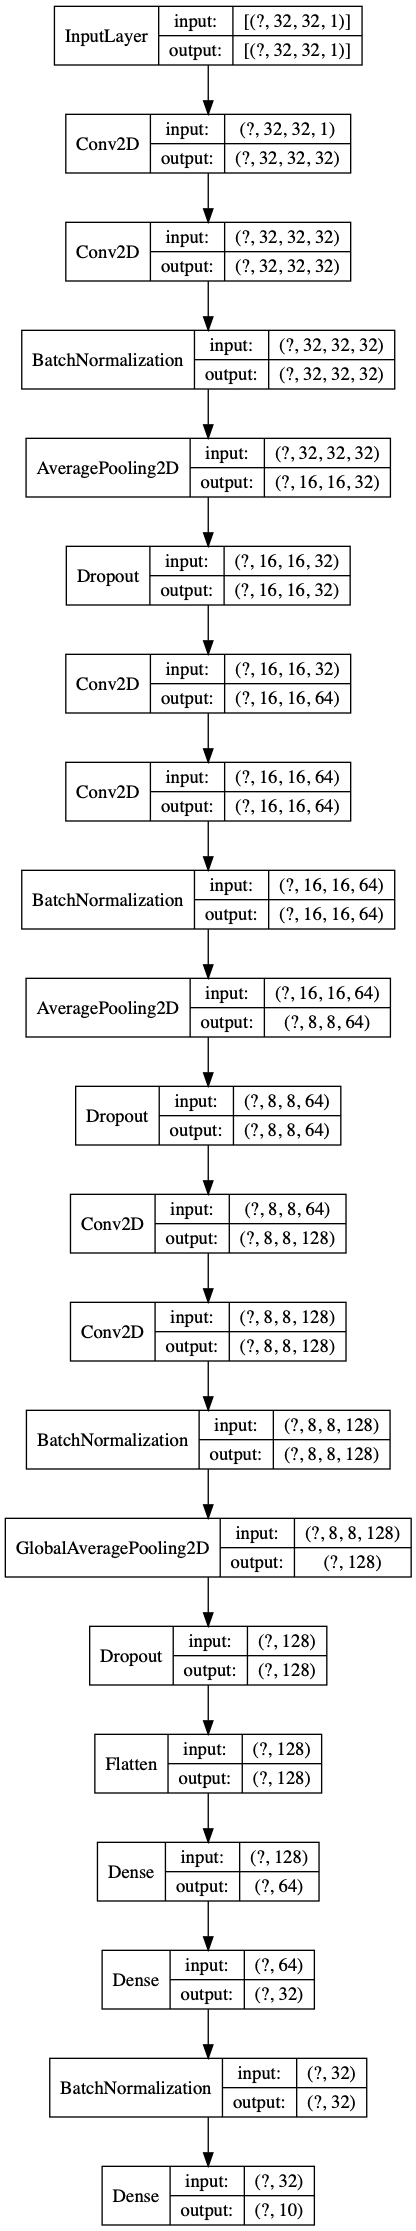 InputLayer
input: [(?, 32, 32, 1)]
output: [(?, 32, 32, 1)]
Conv2D
input: (?, 32, 32, 1)
output: (?, 32, 32, 32)
Conv2D
input: (?, 32, 32, 32)
output: (?, 32, 32, 32)
BatchNormalization
input: (?, 32, 32, 32)
output: (?, 32, 32, 32)
AveragePooling2D
input: (?, 32, 32, 32)
output: (?, 16, 16, 32)
Dropout
input: (?, 16, 16, 32)
output: (?, 16, 16, 32)
Conv2D
input: (?, 16, 16, 32)
output: (?, 16, 16, 64)
Conv2D
input: (?, 16, 16, 64)
output: (?, 16, 16, 64)
BatchNormalization
input: (?, 16, 16, 64)
output: (?, 16, 16, 64)
AveragePooling2D
input: (?, 16, 16, 64)
output: (?, 8, 8, 64)
Dropout
input: (?, 8, 8, 64)
output: (?, 8, 8, 64)
Conv2D
input: (?, 8, 8, 64)
output: (?, 8, 8, 128)
Conv2D
input: (?, 8, 8, 128)
output: (?, 8, 8, 128)
BatchNormalization
input: (?, 8, 8, 128)
output: (?, 8, 8, 128)
GlobalAveragePooling2D
input: (?, 8, 8, 128)
output: (?, 128)
Dropout
input: (?, 128)
output: (?, 128)
Flatten
input: (?, 128)
output: (?, 128)
Dense
input: (?, 128)
output: (?, 64)
Dense
input: (?, 64)
output: (?, 32)
BatchNormalization
input: (?, 32)
output: (?, 32)
Dense
input: (?, 32)
output: (?, 10)